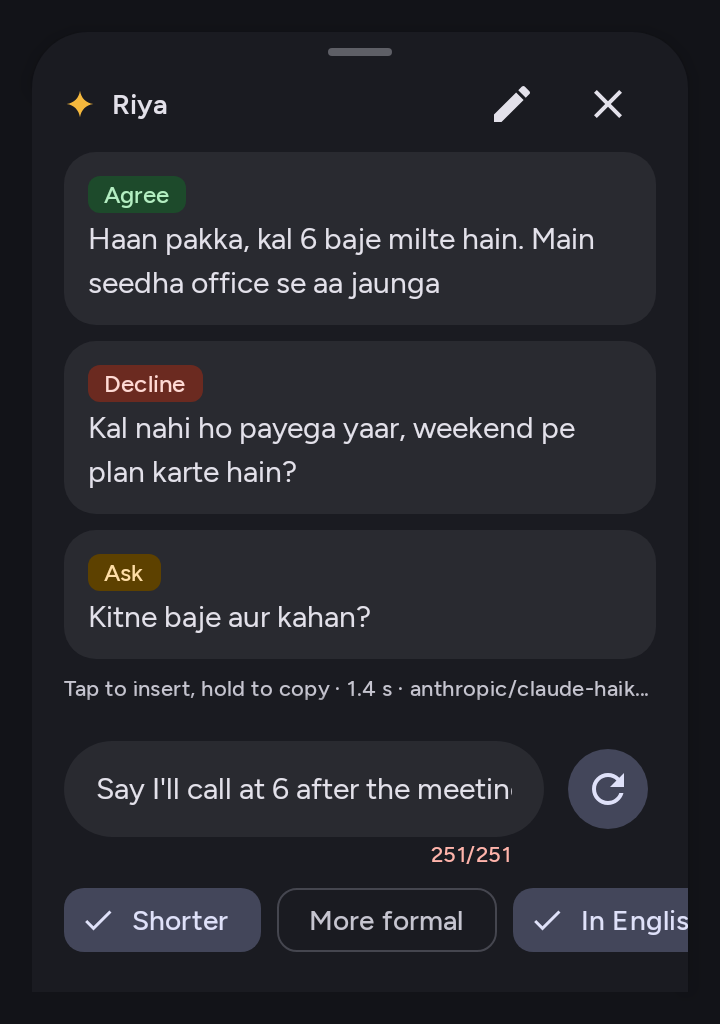 Riya
Agree
Haan pakka, kal 6 baje milte hain. Main
seedha office se aa jaunga
Decline
Kal nahi ho payega yaar, weekend pe
plan karte hain?
Ask
Kitne baje aur kahan?
Tap to insert, hold to copy · 1.4 s · anthropic/claude-haik...
Say I'll call at 6 after the meetin
251/251
Shorter
More formal
In Englis